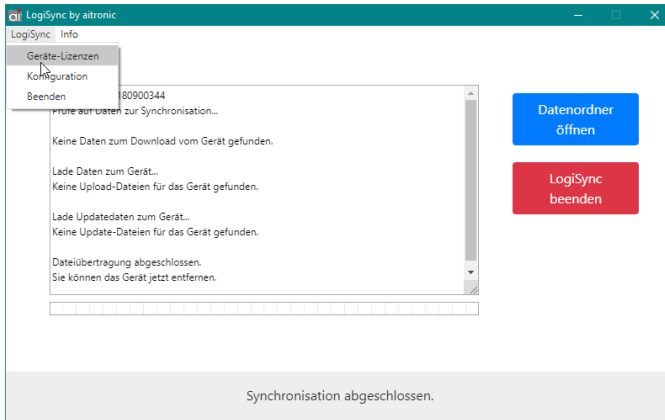 LogiSync by aitronic
LogiSync Info
Geräte-Lizenzen
Konfiguration
Beenden
180900344
Prüfe auf Daten zur Synchronisation...
Keine Daten zum Download vom Gerät gefunden.
Lade Daten zum Gerät...
Keine Upload-Dateien für das Gerät gefunden.
Lade Updatedaten zum Gerät...
Keine Update-Dateien für das Gerät gefunden.
Dateiübertragung abgeschlossen.
Sie können das Gerät jetzt entfernen.
Datenordner
öffnen
LogiSync
beenden
Synchronisation abgeschlossen.